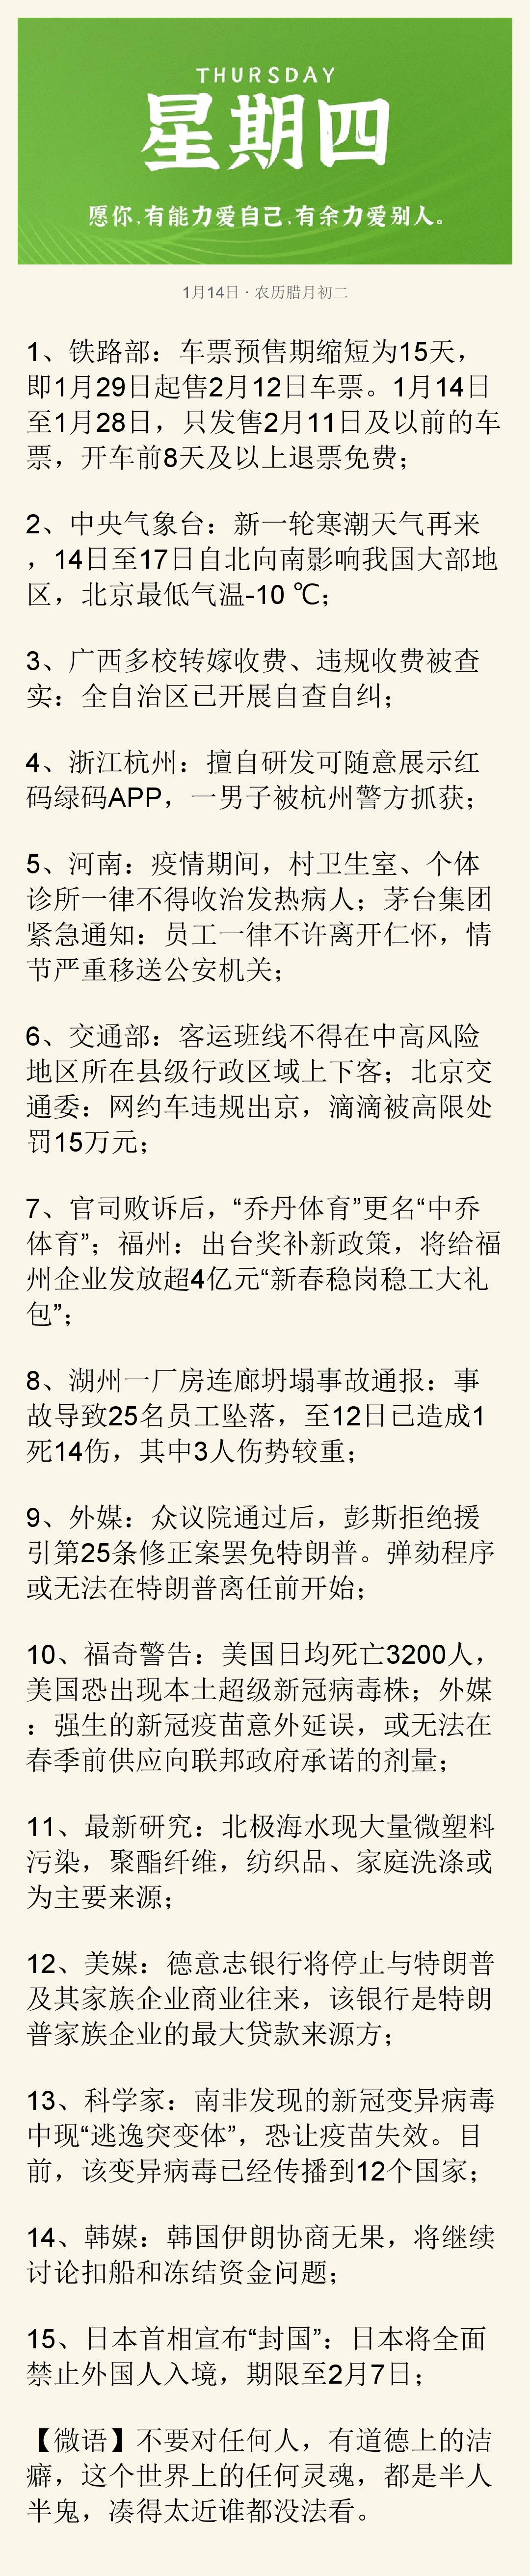 THURSDAY
星期四
愿你,有能力爱自己,有余力爱别人。
1月14日 · 农历腊月初二
1、铁路部：车票预售期缩短为15天，
即1月29日起售2月12日车票。1月14日
至1月28日，只发售2月11日及以前的车
票，开车前8天及以上退票免费；
2、中央气象台：新一轮寒潮天气再来
，14日至17日自北向南影响我国大部地
区，北京最低气温-10 ℃；
3、广西多校转嫁收费、违规收费被查
实：全自治区已开展自查自纠；
4、浙江杭州：擅自研发可随意展示红
码绿码APP，一男子被杭州警方抓获；
5、河南：疫情期间，村卫生室、个体
诊所一律不得收治发热病人；茅台集团
紧急通知：员工一律不许离开仁怀，情
节严重移送公安机关；
6、交通部：客运班线不得在中高风险
地区所在县级行政区域上下客；北京交
通委：网约车违规出京，滴滴被高限处
罚15万元；
7、官司败诉后，“乔丹体育”更名“中乔
体育”；福州：出台奖补新政策，将给福
州企业发放超4亿元“新春稳岗稳工大礼
包”；
8、湖州一厂房连廊坍塌事故通报：事
故导致25名员工坠落，至12日已造成1
死14伤，其中3人伤势较重；
9、外媒：众议院通过后，彭斯拒绝援
引第25条修正案罢免特朗普。弹劾程序
或无法在特朗普离任前开始；
10、福奇警告：美国日均死亡3200人，
美国恐出现本土超级新冠病毒株；外媒
：强生的新冠疫苗意外延误，或无法在
春季前供应向联邦政府承诺的剂量；
11、最新研究：北极海水现大量微塑料
污染，聚酯纤维，纺织品、家庭洗涤或
为主要来源；
12、美媒：德意志银行将停止与特朗普
及其家族企业商业往来，该银行是特朗
普家族企业的最大贷款来源方；
13、科学家：南非发现的新冠变异病毒
中现“逃逸突变体”，恐让疫苗失效。目
前，该变异病毒已经传播到12个国家；
14、韩媒：韩国伊朗协商无果，将继续
讨论扣船和冻结资金问题；
15、日本首相宣布“封国”：日本将全面
禁止外国人入境，期限至2月7日；
【微语】不要对任何人，有道德上的洁
癖，这个世界上的任何灵魂，都是半人
半鬼，凑得太近谁都没法看。